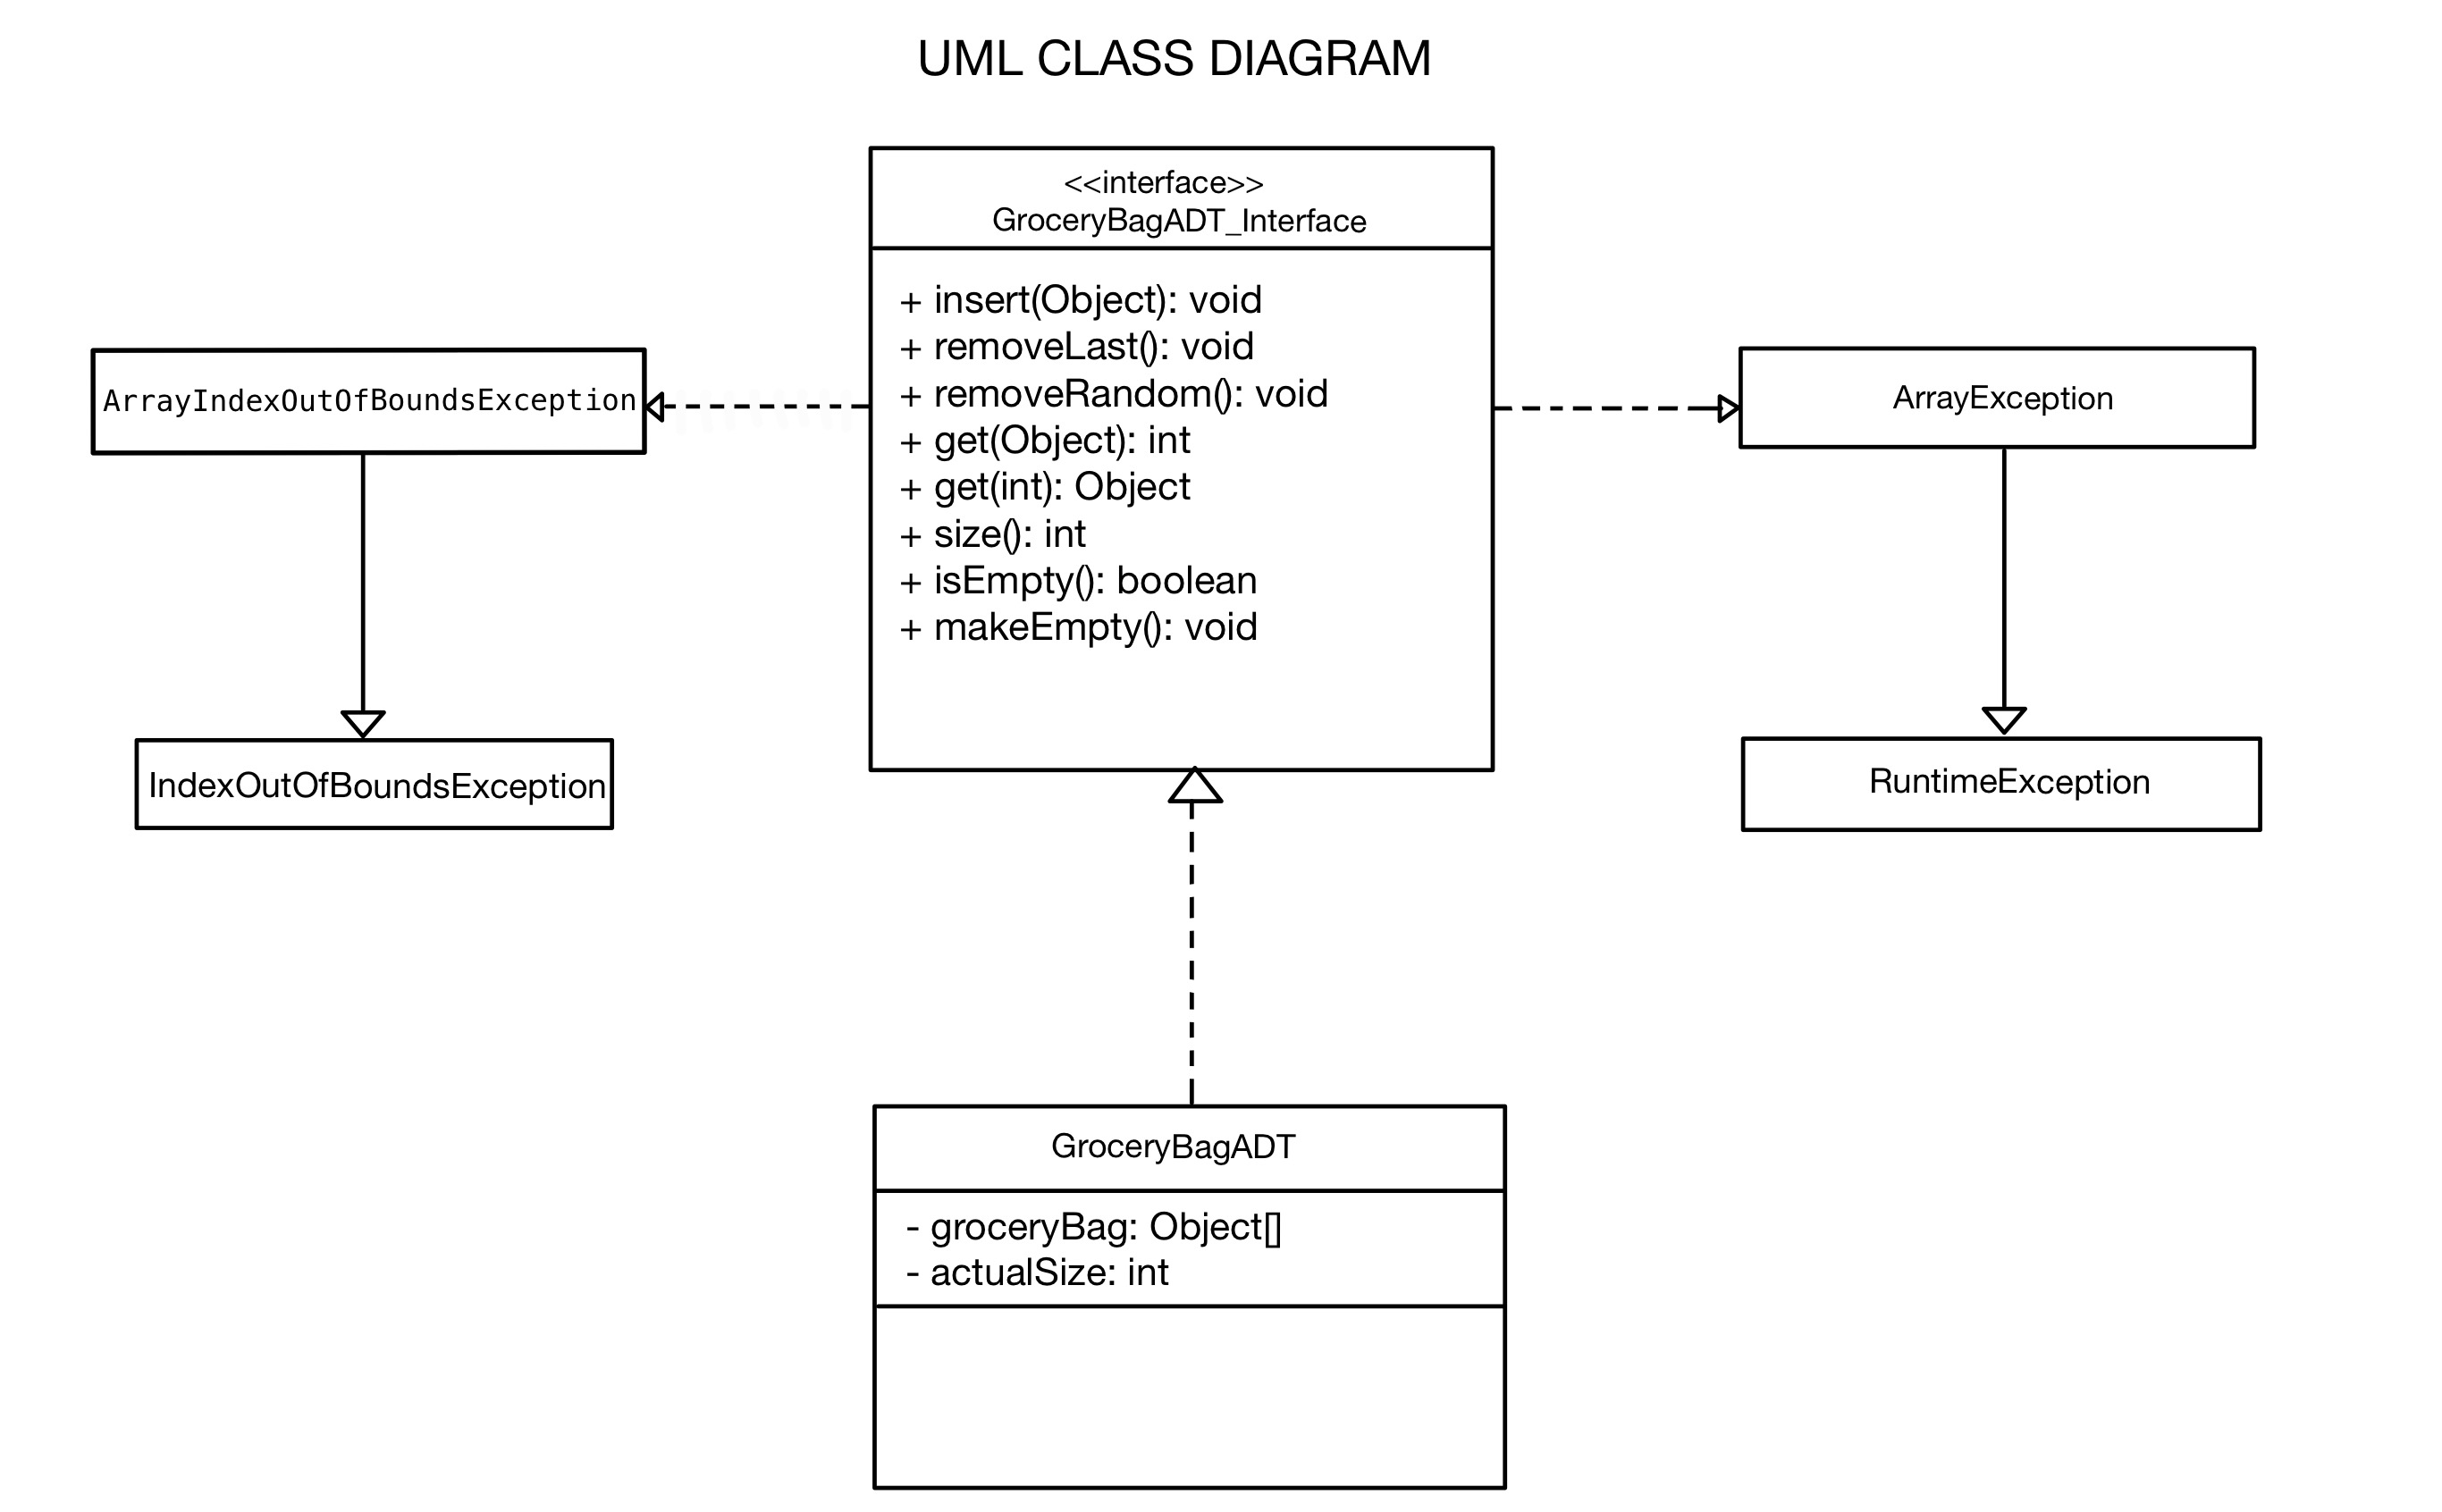 UML CLASS DIAGRAM
<<interface>>
GroceryBagADT_Interface
+ insert(Object): void
+ removeLast(): void
+ removeRandom(): void
+ get(Object): int
+ get(int): Object
+ size(): int
+ isEmpty(): boolean
+ makeEmpty(): void
ArrayIndexOutOfBoundsException
ArrayException
IndexOutOfBoundsException
RuntimeException
GroceryBagADT
- groceryBag: Object[]
- actualSize: int